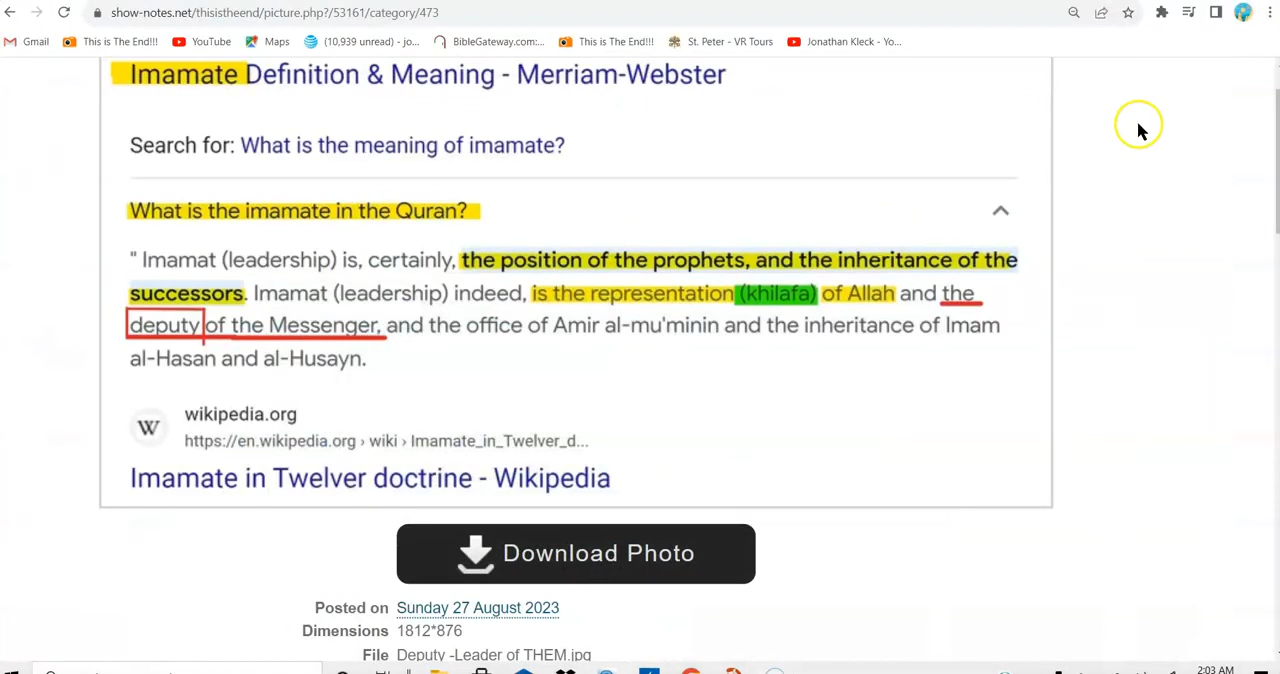 show-notes.net/thisistheend/picture.php?/53161/category/473
Gmail This is The End!!! YouTube Maps (10,939 unread) - jo... BibleGateway.com:... This is The End!!! St. Peter - VR Tours Jonathan Kleck - Yo...
Imamate Definition & Meaning - Merriam-Webster
Search for: What is the meaning of imamate?
What is the imamate in the Quran?
" Imamat (leadership) is, certainly, the position of the prophets, and the inheritance of the
successors. Imamat (leadership) indeed, is the representation (khilafa) of Allah and the
deputy of the Messenger, and the office of Amir al-mu'minin and the inheritance of Imam
al-Hasan and al-Husayn.
W
wikipedia.org
https://en.wikipedia.org › wiki › Imamate_in_Twelver_d...
Imamate in Twelver doctrine - Wikipedia
Download Photo
Posted on Sunday 27 August 2023
Dimensions 1812*876
File Deputy -Leader of THEM.jpg
2:03 AM